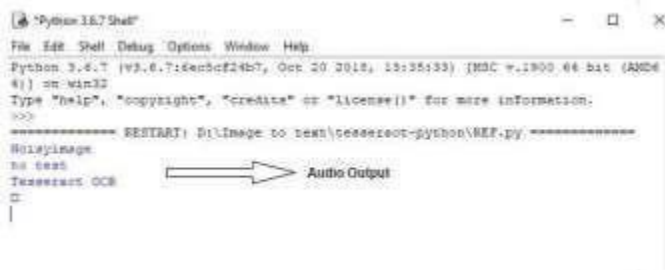 *Python 3.6.7 Shell*
File Edit Shell Debug Options Window Help
Python 3.6.7 (v3.6.7:6ec5cf24b7, Oct 20 2018, 13:35:33) [MSC v.1900 64 bit (AMD6
4)] on win32
Type "help", "copyright", "credits" or "license()" for more information.
>>>
============= RESTART: D:\Image to text\tesseract-python\REF.py =============
Noisyimage
to text
Tesseract OCR
Audio Output